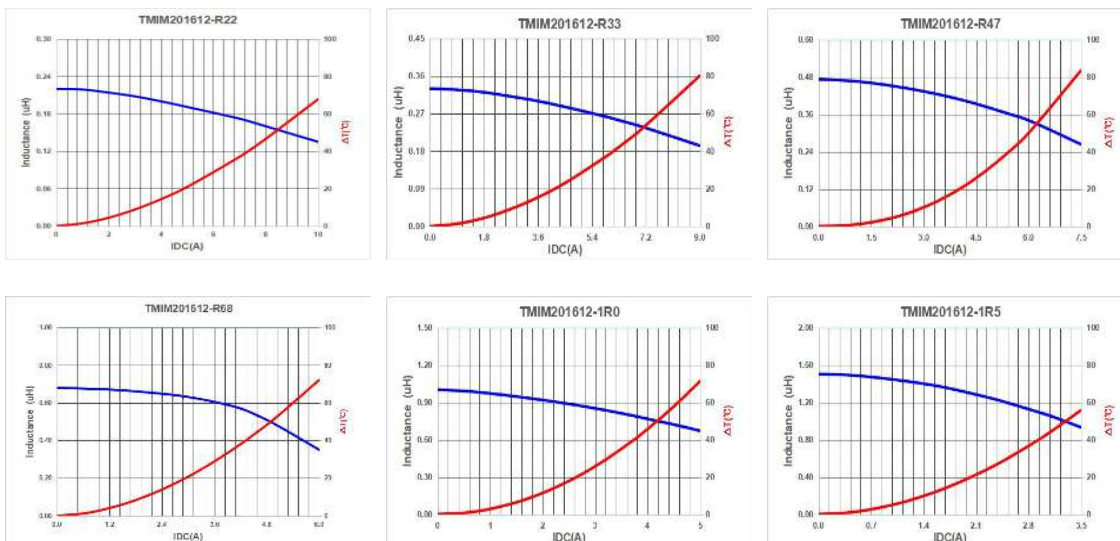 TMIM201612-R22
0.30
0.24
0.18
0.12
0.06
0.00
Inductance (uH)
100
80
60
40
20
0
ΔT(℃)
0 2 4 6 8 10
IDC(A)
TMIM201612-R33
0.45
0.36
0.27
0.18
0.09
0.00
Inductance (uH)
100
80
60
40
20
0
ΔT(℃)
0.0 1.8 3.6 5.4 7.2 9.0
IDC(A)
TMIM201612-R47
0.60
0.48
0.36
0.24
0.12
0.00
Inductance (uH)
100
80
60
40
20
0
ΔT(℃)
0.0 1.5 3.0 4.5 6.0 7.5
IDC(A)
TMIM201612-R68
0.40
0.20
0.00
Inductance (uH)
100
80
60
40
20
0
ΔT(℃)
0.0 1.2 2.4 3.6 4.8 6.0
IDC(A)
TMIM201612-1R0
1.50
1.20
0.90
0.60
0.30
0.00
Inductance (uH)
100
80
60
40
20
0
ΔT(℃)
0 1 2 3 4 5
IDC(A)
TMIM201612-1R5
2.00
1.60
1.20
0.80
0.40
0.00
Inductance (uH)
100
80
60
40
20
0
ΔT(℃)
0.0 0.7 1.4 2.1 2.8 3.5
IDC(A)